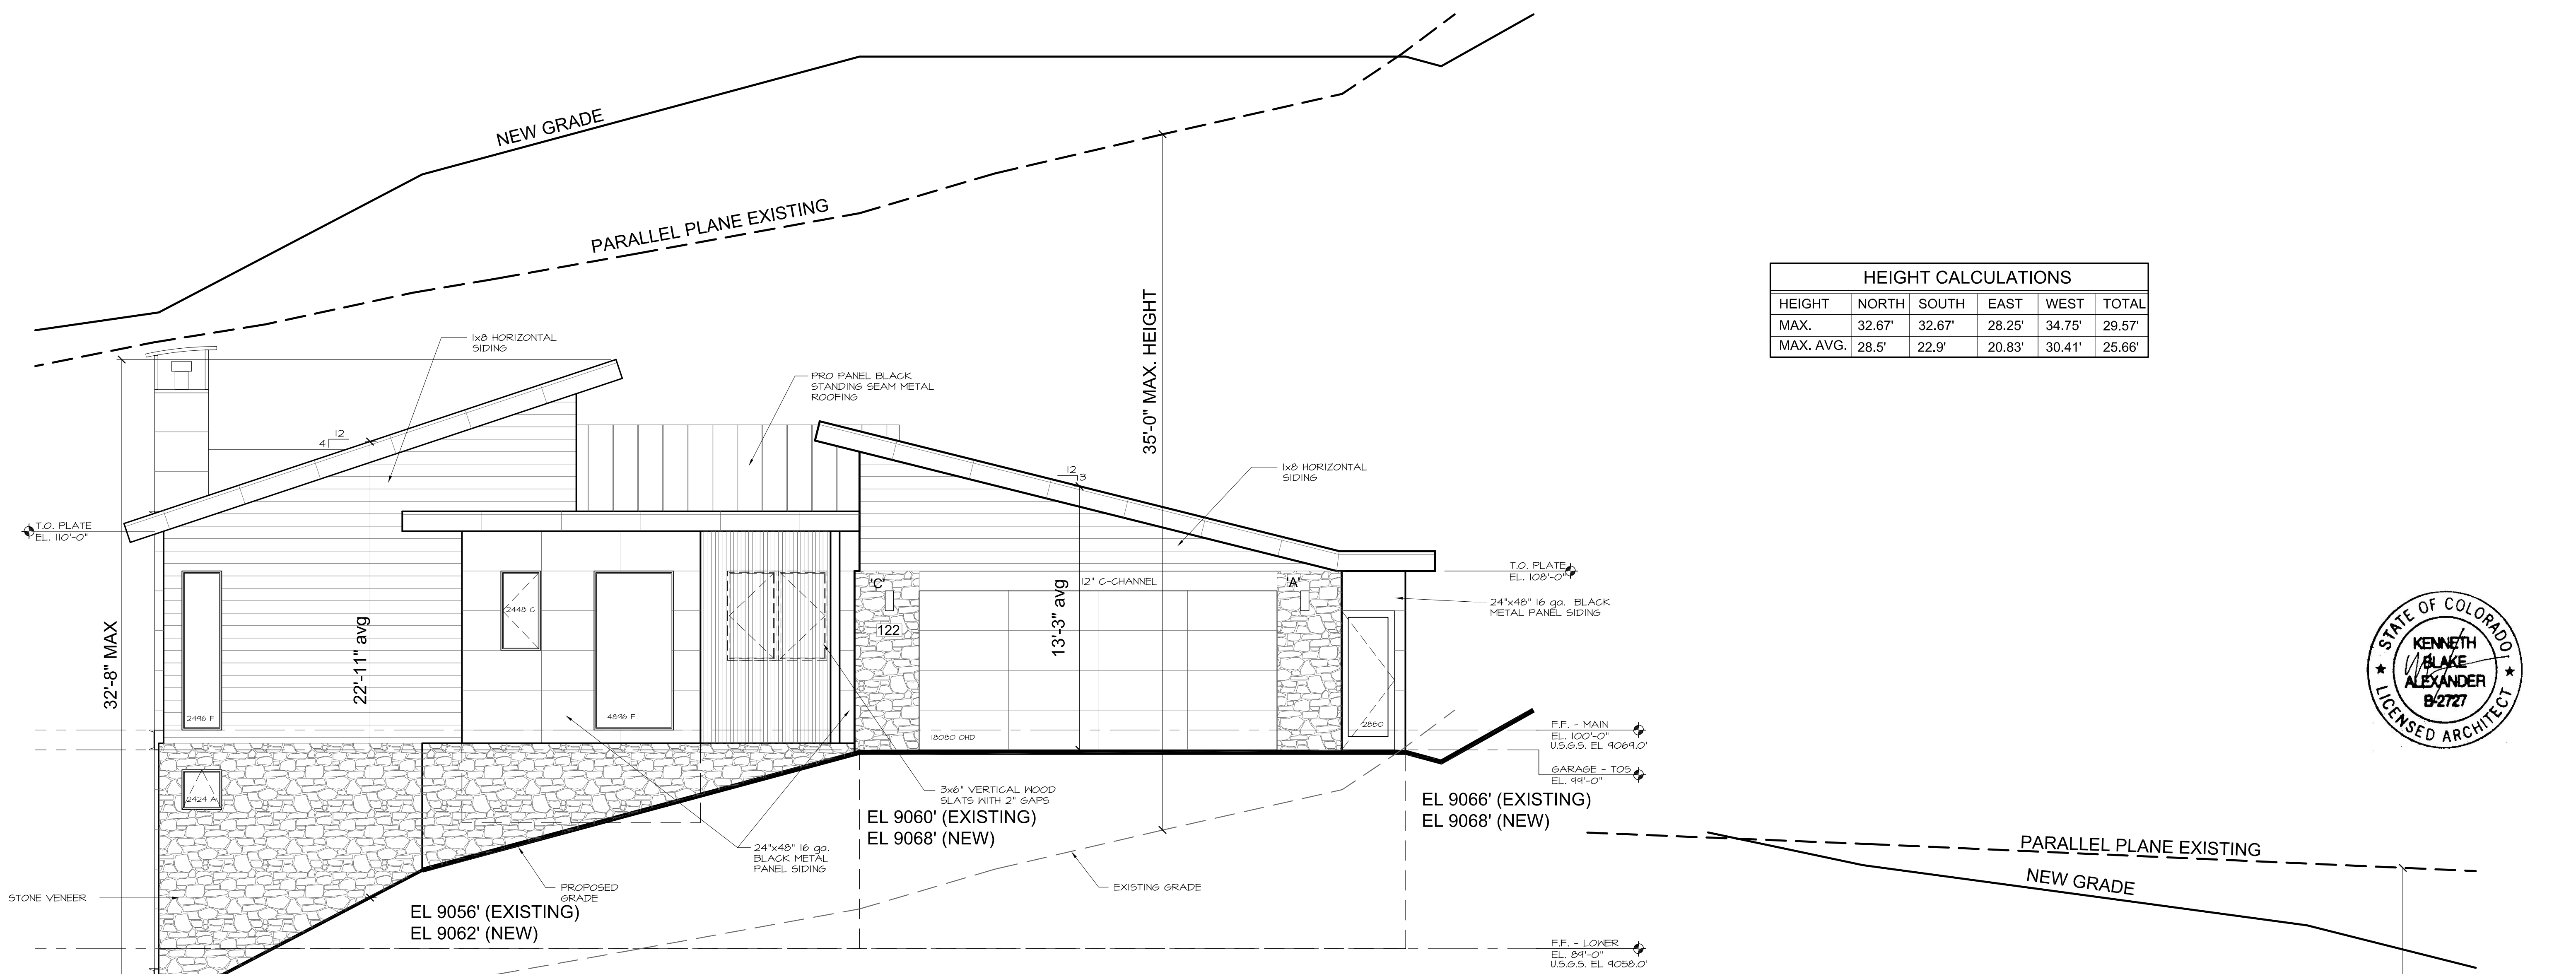 NEW GRADE
PARALLEL PLANE EXISTING
HEIGHT CALCULATIONS
HEIGHT NORTH SOUTH EAST WEST TOTAL
MAX. 32.67' 32.67' 28.25' 34.75' 29.57'
MAX. AVG. 28.5' 22.9' 20.83' 30.41' 25.66'
1x8 HORIZONTAL
SIDING
PRO PANEL BLACK
STANDING SEAM METAL
ROOFING
35'-0" MAX. HEIGHT
12
4
12
3
1x8 HORIZONTAL
SIDING
T.O. PLATE
EL. 110'-0"
T.O. PLATE
EL. 108'-0"
24"x48" 16 ga. BLACK
METAL PANEL SIDING
32'-8" MAX
22'-11" avg
13'-3" avg
'C'
12" C-CHANNEL
'A'
122
2448 C
2496 F
4896 F
18080 OHD
2880
2424 A
F.F. - MAIN
EL. 100'-0"
U.S.G.S. EL 9069.0'
GARAGE - TOS
EL. 99'-0"
3x6" VERTICAL WOOD
SLATS WITH 2" GAPS
EL 9060' (EXISTING)
EL 9068' (NEW)
EL 9066' (EXISTING)
EL 9068' (NEW)
24"x48" 16 ga.
BLACK METAL
PANEL SIDING
STONE VENEER
PROPOSED
GRADE
EXISTING GRADE
EL 9056' (EXISTING)
EL 9062' (NEW)
F.F. - LOWER
EL. 89'-0"
U.S.G.S. EL 9058.0'
STATE OF COLORADO
KENNETH
BLAKE
ALEXANDER
B-2727
LICENSED ARCHITECT
PARALLEL PLANE EXISTING
NEW GRADE